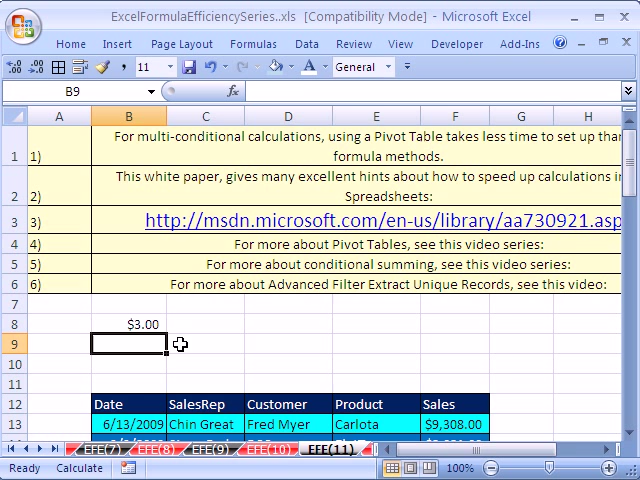 ExcelFormulaEfficiencySeries..xls [Compatibility Mode] - Microsoft Excel
Home Insert Page Layout Formulas Data Review View Developer Add-Ins
11 General
B9 fx
A B C D E F G H
1 1) For multi-conditional calculations, using a Pivot Table takes less time to set up than
formula methods.
2 2) This white paper, gives many excellent hints about how to speed up calculations in
Spreadsheets:
3 3) http://msdn.microsoft.com/en-us/library/aa730921.asp
4 4) For more about Pivot Tables, see this video series:
5 5) For more about conditional summing, see this video series:
6 6) For more about Advanced Filter Extract Unique Records, see this video:
7
8 $3.00
9
10
11
12 Date SalesRep Customer Product Sales
13 6/13/2009 Chin Great Fred Myer Carlota $9,308.00
EFE(7) EFE(8) EFE(9) EFE(10) EFE(11)
Ready Calculate 100%